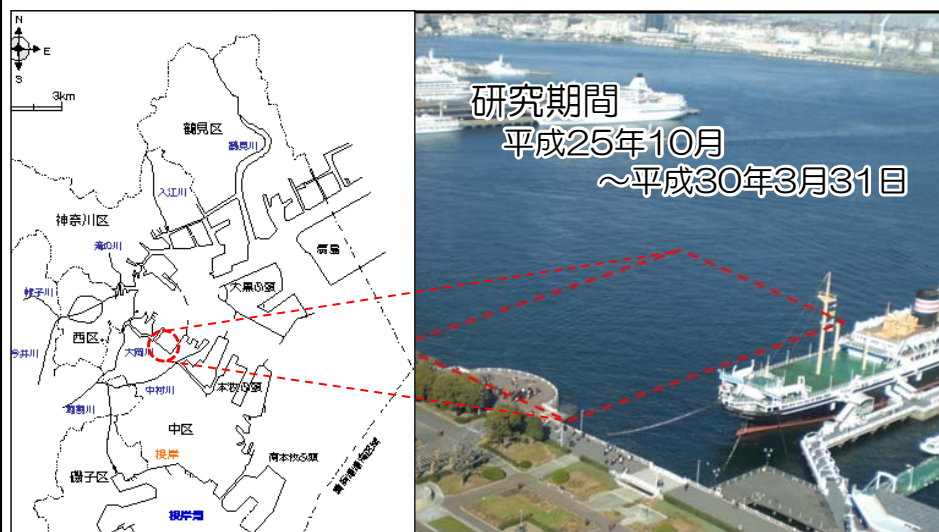 N
E
S
3km
鶴見区
鶴見川
入江川
神奈川区
滝の川
扇島
帷子川
大黒ふ頭
西区
今井川
大岡川
本牧ふ頭
中村川
堀割川
中区
根岸
南本牧ふ頭
磯子区
根岸湾
研究期間
平成25年10月
～平成30年3月31日